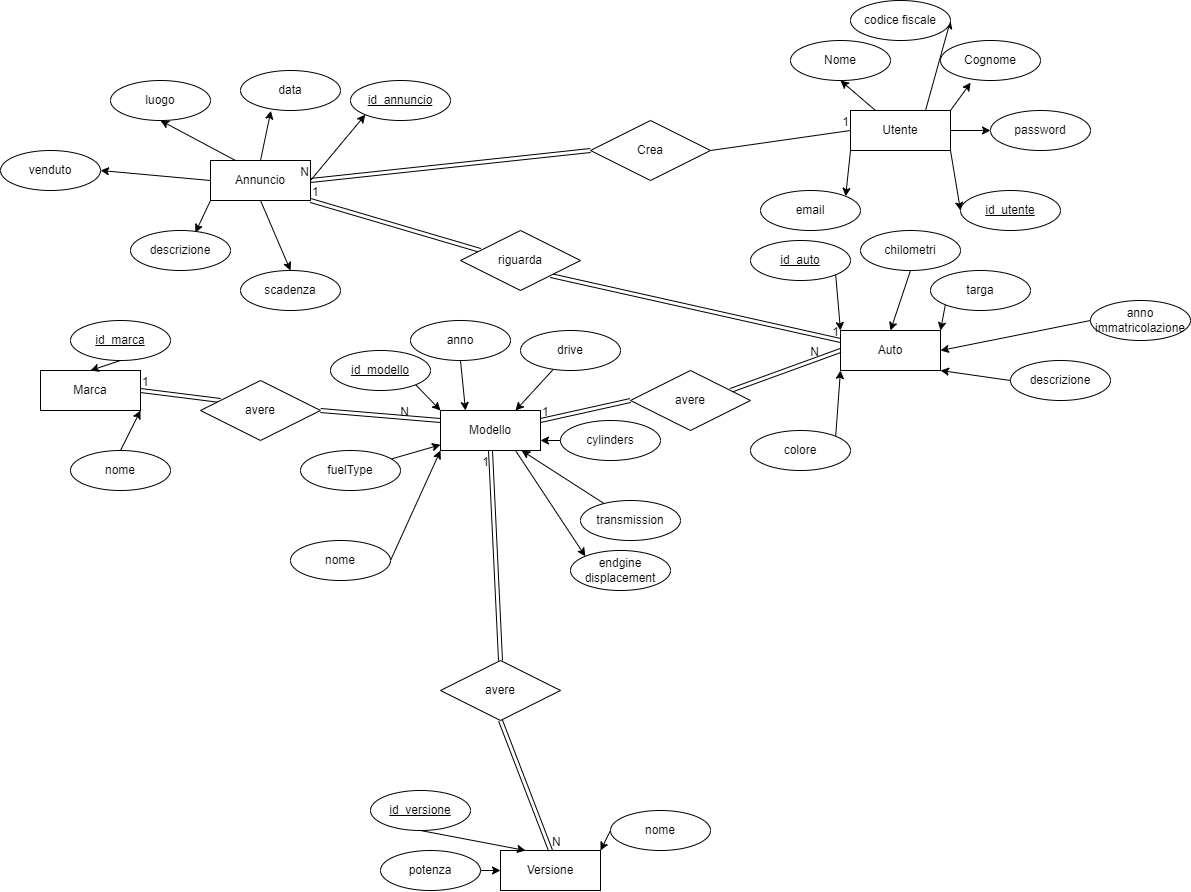 codice fiscale
Nome
Cognome
data
luogo
id_annuncio
1
Utente
password
Crea
venduto
N
Annuncio
1
email
id_utente
descrizione
chilometri
id_auto
riguarda
scadenza
targa
anno
immatricolazione
id_marca
anno
drive
1
N
Auto
id_modello
descrizione
Marca
1
avere
N
1
avere
Modello
cylinders
colore
nome
fuelType
1
transmission
nome
endgine
displacement
avere
id_versione
N
nome
potenza
Versione